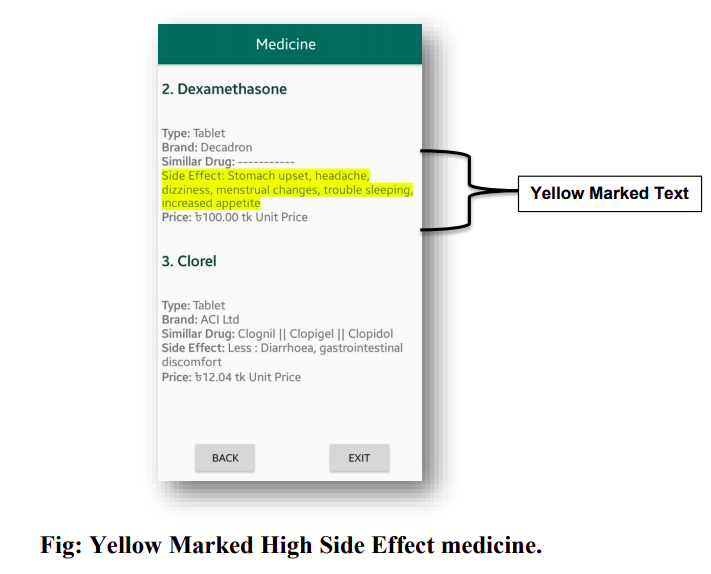 Medicine
2. Dexamethasone
Type: Tablet
Brand: Decadron
Simillar Drug: -----------
Side Effect: Stomach upset, headache,
dizziness, menstrual changes, trouble sleeping,
increased appetite
Price: ৳100.00 tk Unit Price
Yellow Marked Text
3. Clorel
Type: Tablet
Brand: ACI Ltd
Simillar Drug: Clognil || Clopigel || Clopidol
Side Effect: Less : Diarrhoea, gastrointestinal
discomfort
Price: ৳12.04 tk Unit Price
BACK
EXIT
Fig: Yellow Marked High Side Effect medicine.